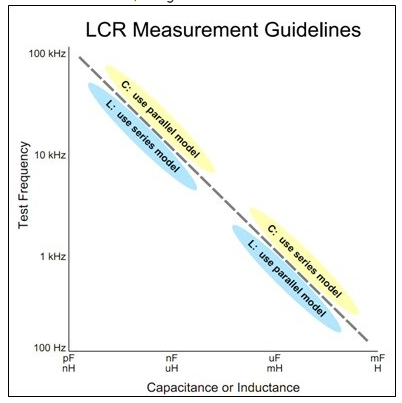 LCR Measurement Guidelines
100 kHz
10 kHz
1 kHz
100 Hz
Test Frequency
C: use parallel model
L: use series model
C: use series model
L: use parallel model
pF nF uF mF
nH uH mH H
Capacitance or Inductance